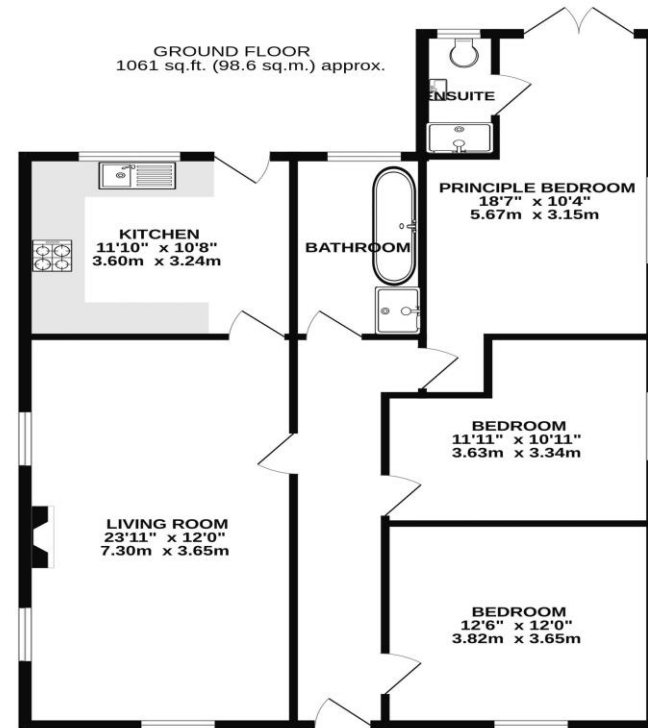 GROUND FLOOR
1061 sq.ft. (98.6 sq.m.) approx.
ENSUITE
PRINCIPLE BEDROOM
18'7" x 10'4"
5.67m x 3.15m
KITCHEN
11'10" x 10'8"
3.60m x 3.24m
BATHROOM
BEDROOM
11'11" x 10'11"
3.63m x 3.34m
LIVING ROOM
23'11" x 12'0"
7.30m x 3.65m
BEDROOM
12'6" x 12'0"
3.82m x 3.65m